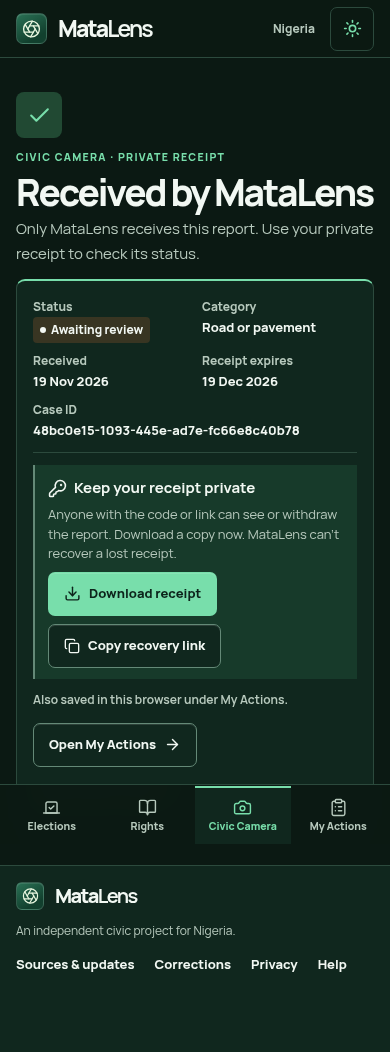 MataLens
Nigeria
CIVIC CAMERA · PRIVATE RECEIPT
Received by MataLens
Only MataLens receives this report. Use your private
receipt to check its status.
Status
Awaiting review
Category
Road or pavement
Received
19 Nov 2026
Receipt expires
19 Dec 2026
Case ID
48bc0e15-1093-445e-ad7e-fc66e8c40b78
Keep your receipt private
Anyone with the code or link can see or withdraw
the report. Download a copy now. MataLens can't
recover a lost receipt.
Download receipt
Copy recovery link
Also saved in this browser under My Actions.
Open My Actions
Elections
Rights
Civic Camera
My Actions
MataLens
An independent civic project for Nigeria.
Sources & updates
Corrections
Privacy
Help